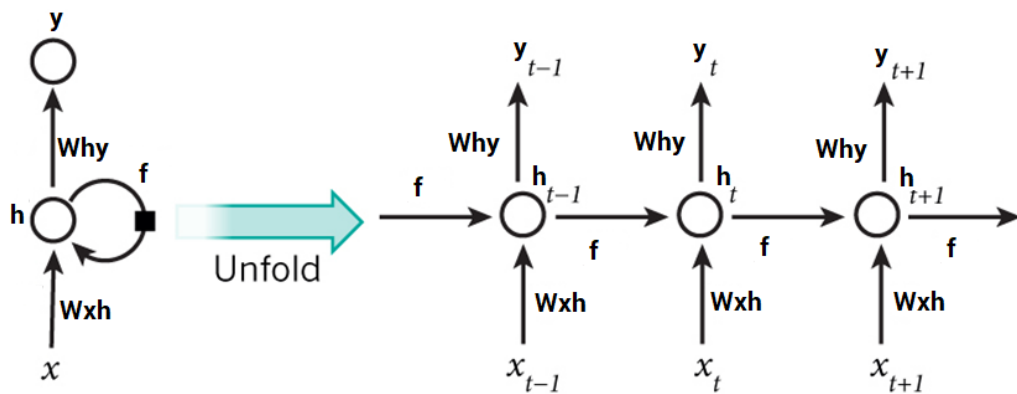 y
Why
f
h
Wxh
x
Unfold
y t−1
y t
y t+1
Why
Why
Why
f
h t−1
h t
h t+1
f
f
f
Wxh
Wxh
Wxh
x t−1
x t
x t+1